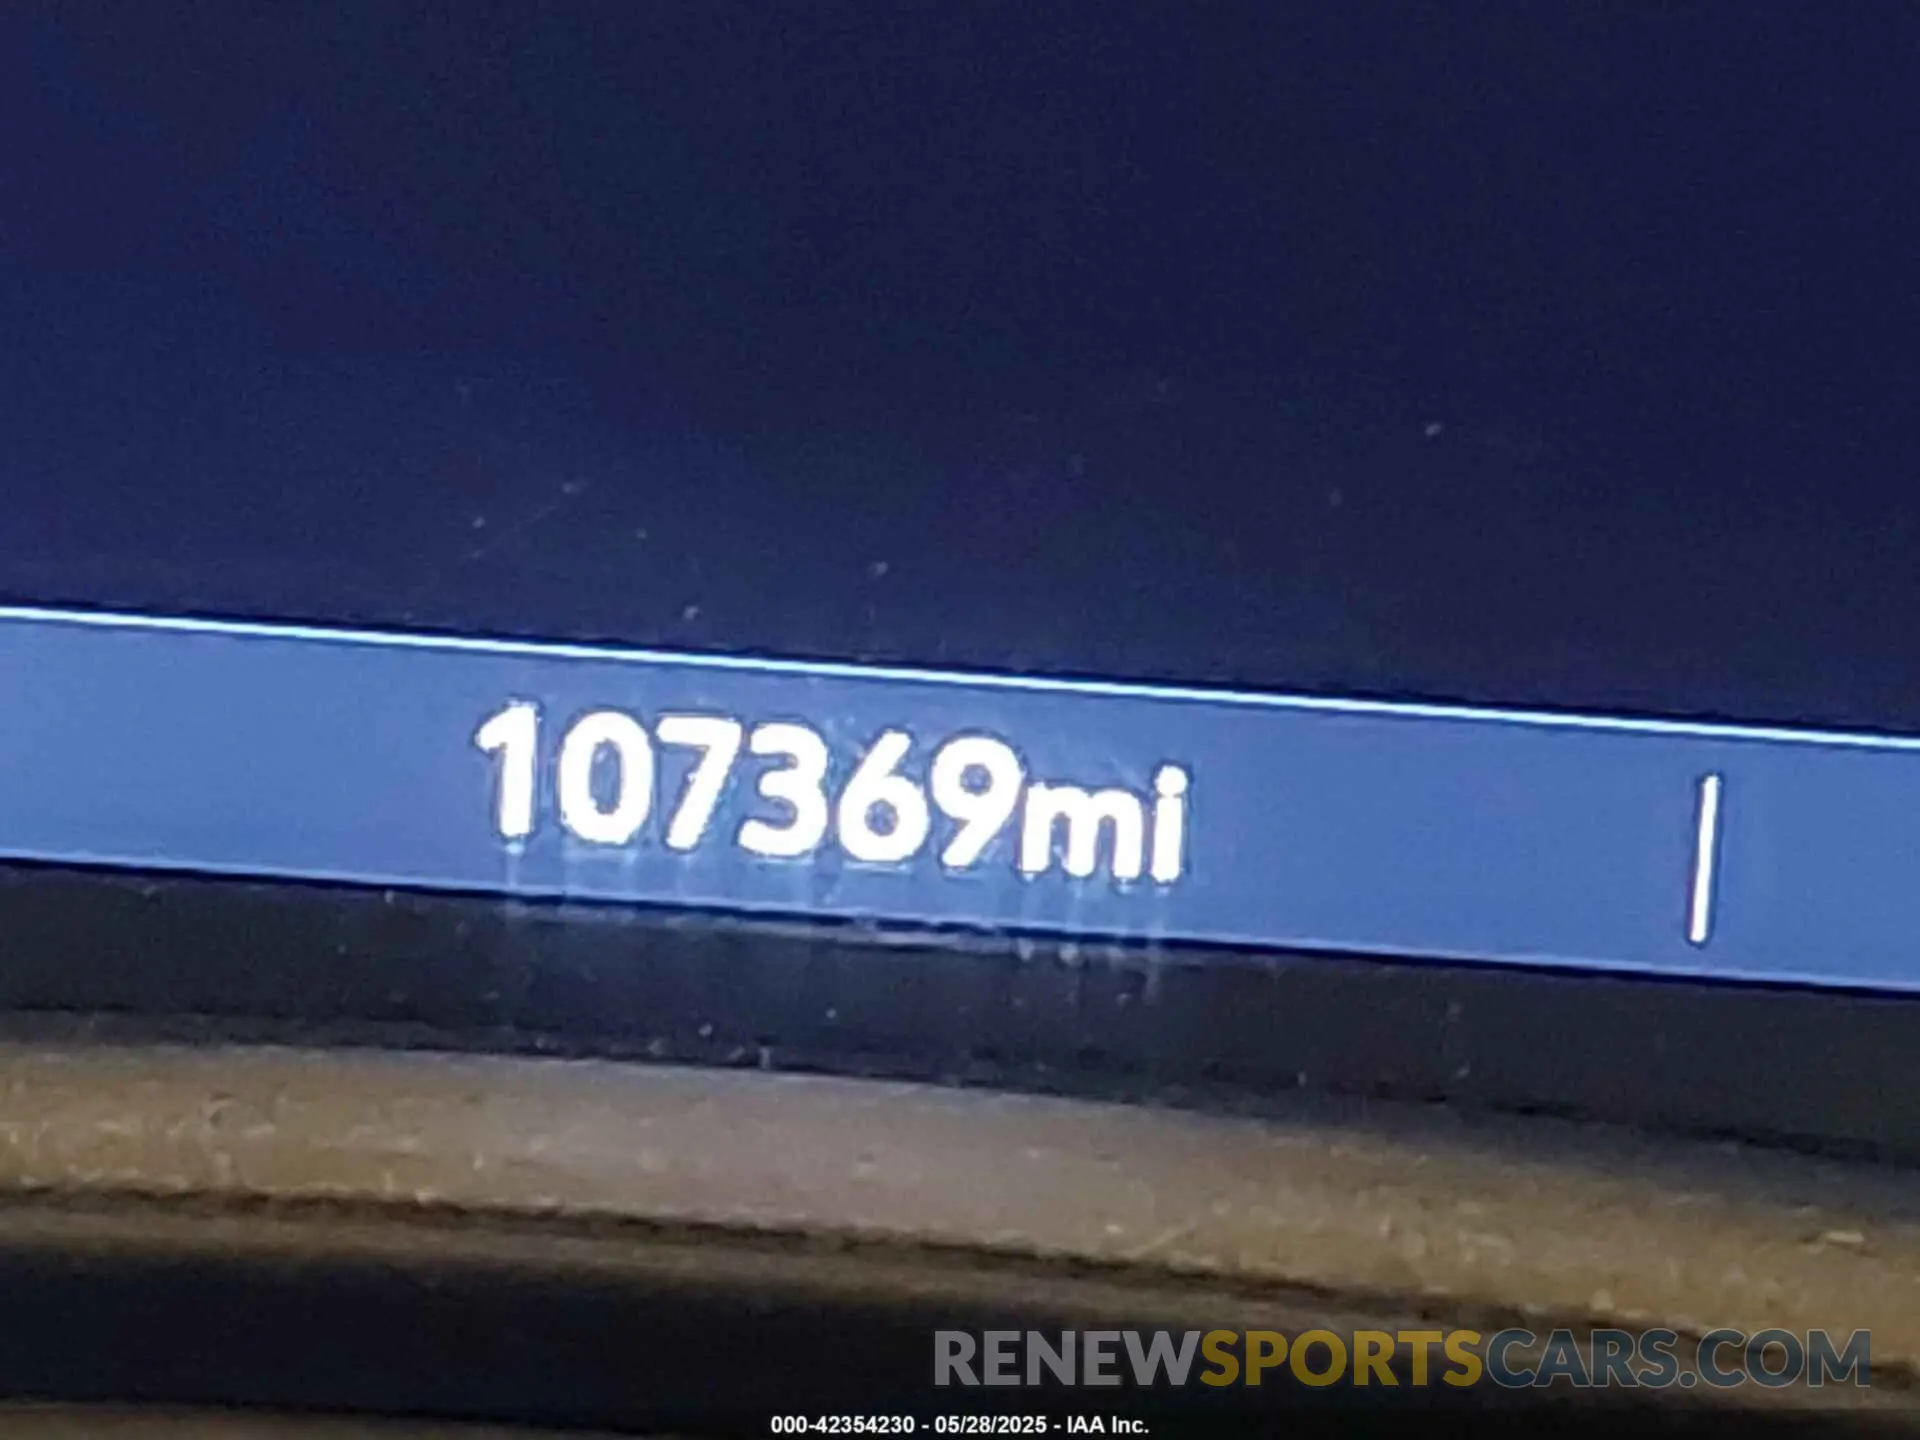 107369mi
RENEWSPORTSCARS.COM
000-42354230 - 05/28/2025 - IAA Inc.